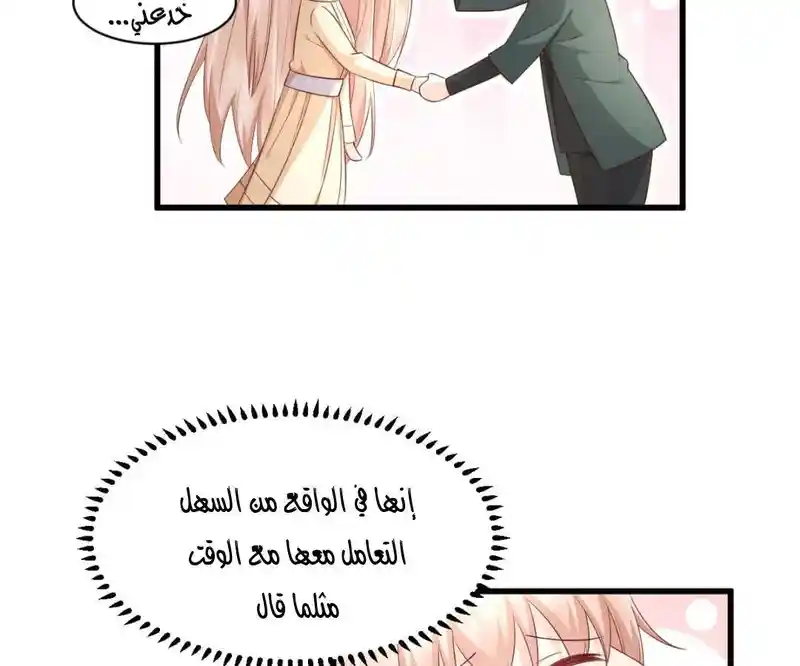 خدعني...
إنها في الواقع من السهل
التعامل معها مع الوقت
مثلما قال